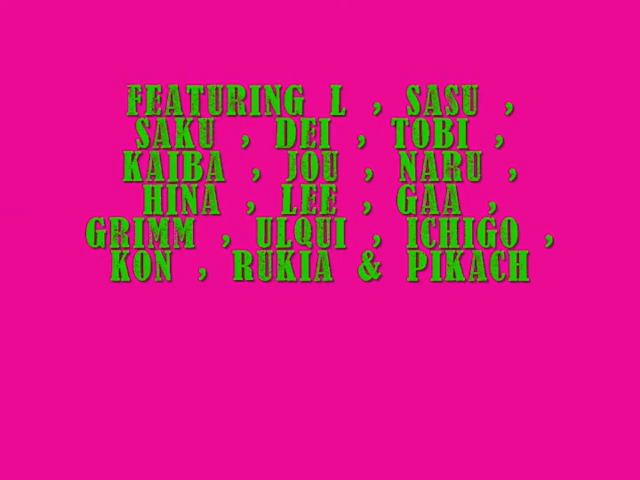 FEATURING L , SASU ,
SAKU , DEI , TOBI ,
KAIBA , JOU , NARU ,
HINA , LEE , GAA ,
GRIMM , ULQUI , ICHIGO ,
KON , RUKIA & PIKACH